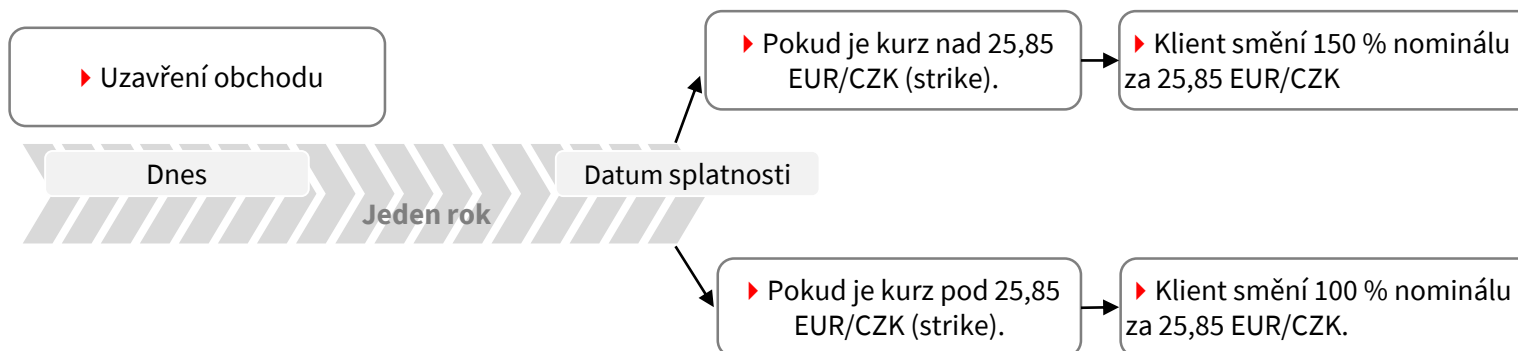 Uzavření obchodu
Dnes
Jeden rok
Datum splatnosti
Pokud je kurz nad 25,85
EUR/CZK (strike).
Klient smění 150 % nominálu
za 25,85 EUR/CZK
Pokud je kurz pod 25,85
EUR/CZK (strike).
Klient smění 100 % nominálu
za 25,85 EUR/CZK.